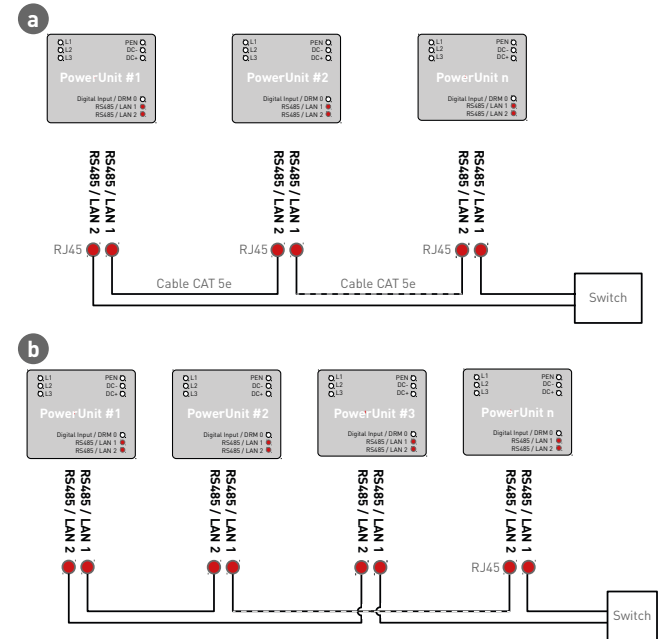 a
L1 PEN
L2 DC-
L3 DC+
PowerUnit #1
Digital Input / DRM 0
RS485 / LAN 1
RS485 / LAN 2
L1 PEN
L2 DC-
L3 DC+
PowerUnit #2
Digital Input / DRM 0
RS485 / LAN 1
RS485 / LAN 2
L1 PEN
L2 DC-
L3 DC+
PowerUnit n
Digital Input / DRM 0
RS485 / LAN 1
RS485 / LAN 2
RS485 / LAN 2
RS485 / LAN 1
RS485 / LAN 2
RS485 / LAN 1
RS485 / LAN 2
RS485 / LAN 1
RJ45
RJ45
RJ45
Cable CAT 5e
Cable CAT 5e
Switch
b
L1 PEN
L2 DC-
L3 DC+
PowerUnit #1
Digital Input / DRM 0
RS485 / LAN 1
RS485 / LAN 2
L1 PEN
L2 DC-
L3 DC+
PowerUnit #2
Digital Input / DRM 0
RS485 / LAN 1
RS485 / LAN 2
L1 PEN
L2 DC-
L3 DC+
PowerUnit #3
Digital Input / DRM 0
RS485 / LAN 1
RS485 / LAN 2
L1 PEN
L2 DC-
L3 DC+
PowerUnit n
Digital Input / DRM 0
RS485 / LAN 1
RS485 / LAN 2
RS485 / LAN 2
RS485 / LAN 1
RS485 / LAN 2
RS485 / LAN 1
RS485 / LAN 2
RS485 / LAN 1
RS485 / LAN 2
RS485 / LAN 1
RJ45
Switch